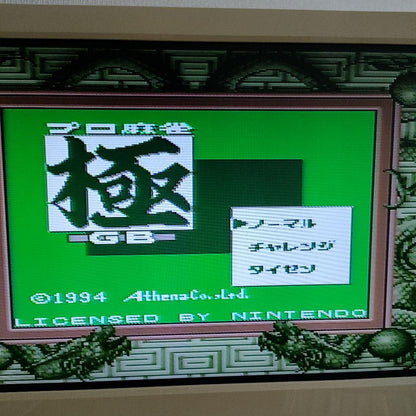 プロ麻雀
極
GB
▶ノーマル
チャレンジ
タイセン
©1994 Athena Co.,Ltd.
LICENSED BY NINTENDO